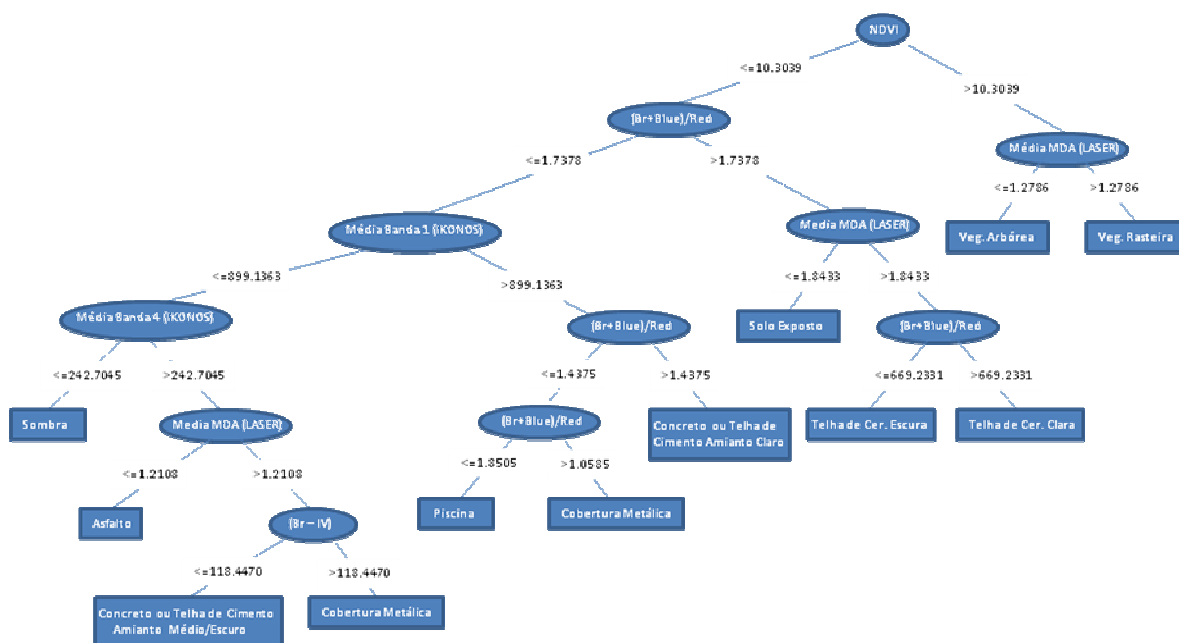 NDVI
<=10.3039
>10.3039
(Br+Blue)/Red
Média MDA (LASER)
<=1.7378
>1.7378
<=1.2786
>1.2786
Média Banda 1 (IKONOS)
Media MDA (LASER)
Veg. Arbórea
Veg. Rasteira
<=899.1363
>899.1363
<=1.8433
>1.8433
Média Banda 4 (IKONOS)
(Br+Blue)/Red
Solo Exposto
(Br+Blue)/Red
<=242.7045
>242.7045
<=1.4375
>1.4375
<=669.2331
>669.2331
Sombra
Media MDA (LASER)
(Br+Blue)/Red
Concreto ou Telha de
Cimento Amianto Claro
Telha de Cer. Escura
Telha de Cer. Clara
<=1.2108
>1.2108
<=1.8505
>1.0585
Asfalto
(Br – IV)
Piscina
Cobertura Metálica
<=118.4470
>118.4470
Concreto ou Telha de Cimento
Amianto Médio/Escuro
Cobertura Metálica